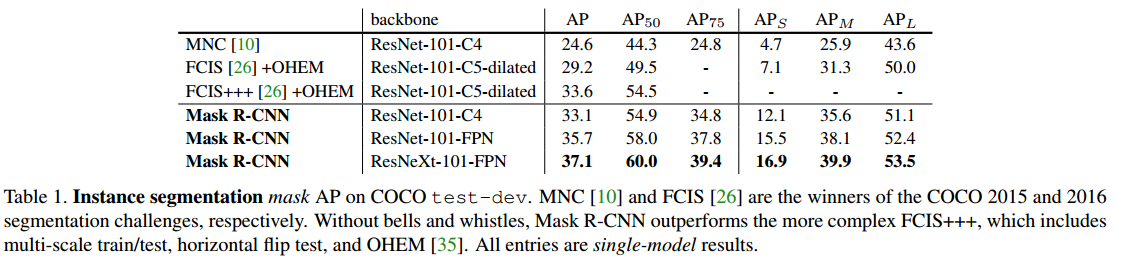 backbone AP AP50 AP75 APS APM APL
MNC [10] ResNet-101-C4 24.6 44.3 24.8 4.7 25.9 43.6
FCIS [26] +OHEM ResNet-101-C5-dilated 29.2 49.5 - 7.1 31.3 50.0
FCIS+++ [26] +OHEM ResNet-101-C5-dilated 33.6 54.5 - - - -
Mask R-CNN ResNet-101-C4 33.1 54.9 34.8 12.1 35.6 51.1
Mask R-CNN ResNet-101-FPN 35.7 58.0 37.8 15.5 38.1 52.4
Mask R-CNN ResNeXt-101-FPN 37.1 60.0 39.4 16.9 39.9 53.5
Table 1. Instance segmentation mask AP on COCO test-dev. MNC [10] and FCIS [26] are the winners of the COCO 2015 and 2016
segmentation challenges, respectively. Without bells and whistles, Mask R-CNN outperforms the more complex FCIS+++, which includes
multi-scale train/test, horizontal flip test, and OHEM [35]. All entries are single-model results.